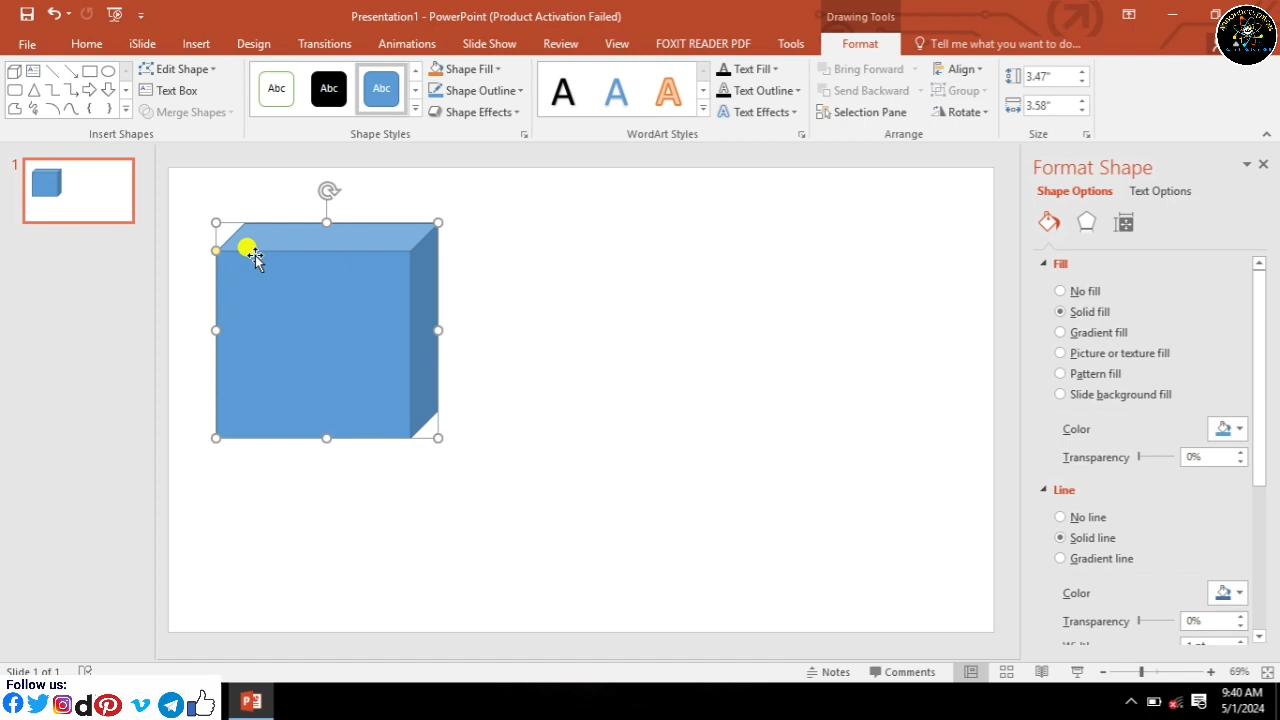 Presentation1 - PowerPoint (Product Activation Failed)
Drawing Tools
File Home iSlide Insert Design Transitions Animations Slide Show Review View FOXIT READER PDF Tools Format Tell me what you want to do...
Edit Shape
Text Box
Merge Shapes
Insert Shapes
Abc Abc Abc
Shape Fill
Shape Outline
Shape Effects
Shape Styles
A A A
Text Fill
Text Outline
Text Effects
WordArt Styles
Bring Forward
Send Backward
Selection Pane
Align
Group
Rotate
Arrange
3.47"
3.58"
Size
1
Format Shape
Shape Options Text Options
Fill
No fill
Solid fill
Gradient fill
Picture or texture fill
Pattern fill
Slide background fill
Color
Transparency 0%
Line
No line
Solid line
Gradient line
Color
Transparency 0%
Width 1 pt
Slide 1 of 1
Notes Comments 69%
Follow us:
9:40 AM
5/1/2024